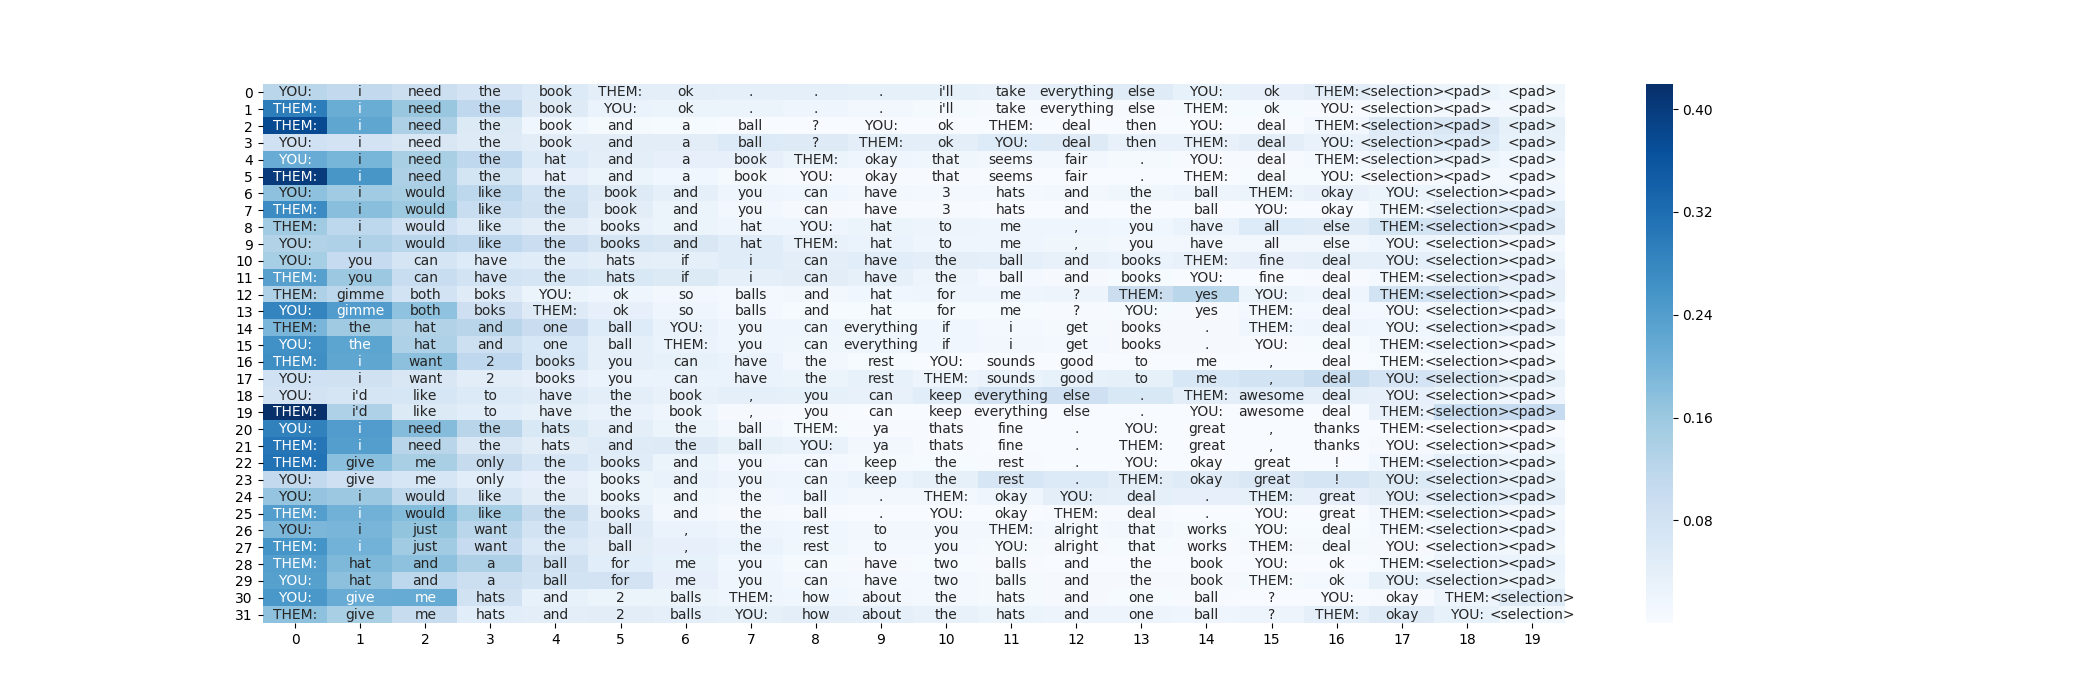 0 YOU: i need the book THEM: ok . . . i'll take everything else YOU: ok THEM: <selection> <pad> <pad>
1 THEM: i need the book YOU: ok . . . i'll take everything else THEM: ok YOU: <selection> <pad> <pad>
2 THEM: i need the book and a ball ? YOU: ok THEM: deal then YOU: deal THEM: <selection> <pad> <pad>
3 YOU: i need the book and a ball ? THEM: ok YOU: deal then THEM: deal YOU: <selection> <pad> <pad>
4 YOU: i need the hat and a book THEM: okay that seems fair . YOU: deal THEM: <selection> <pad> <pad>
5 THEM: i need the hat and a book YOU: okay that seems fair . THEM: deal YOU: <selection> <pad> <pad>
6 YOU: i would like the book and you can have 3 hats and the ball THEM: okay YOU: <selection> <pad>
7 THEM: i would like the book and you can have 3 hats and the ball YOU: okay THEM: <selection> <pad>
8 THEM: i would like the books and hat YOU: hat to me , you have all else THEM: <selection> <pad>
9 YOU: i would like the books and hat THEM: hat to me , you have all else YOU: <selection> <pad>
10 YOU: you can have the hats if i can have the ball and books THEM: fine deal YOU: <selection> <pad>
11 THEM: you can have the hats if i can have the ball and books YOU: fine deal THEM: <selection> <pad>
12 THEM: gimme both boks YOU: ok so balls and hat for me ? THEM: yes YOU: deal THEM: <selection> <pad>
13 YOU: gimme both boks THEM: ok so balls and hat for me ? YOU: yes THEM: deal YOU: <selection> <pad>
14 THEM: the hat and one ball YOU: you can everything if i get books . THEM: deal YOU: <selection> <pad>
15 YOU: the hat and one ball THEM: you can everything if i get books . YOU: deal THEM: <selection> <pad>
16 THEM: i want 2 books you can have the rest YOU: sounds good to me , deal THEM: <selection> <pad>
17 YOU: i want 2 books you can have the rest THEM: sounds good to me , deal YOU: <selection> <pad>
18 YOU: i'd like to have the book , you can keep everything else . THEM: awesome deal YOU: <selection> <pad>
19 THEM: i'd like to have the book , you can keep everything else . YOU: awesome deal THEM: <selection> <pad>
20 YOU: i need the hats and the ball THEM: ya thats fine . YOU: great , thanks THEM: <selection> <pad>
21 THEM: i need the hats and the ball YOU: ya thats fine . THEM: great , thanks YOU: <selection> <pad>
22 THEM: give me only the books and you can keep the rest . YOU: okay great ! THEM: <selection> <pad>
23 YOU: give me only the books and you can keep the rest . THEM: okay great ! YOU: <selection> <pad>
24 YOU: i would like the books and the ball . THEM: okay YOU: deal . THEM: great YOU: <selection> <pad>
25 THEM: i would like the books and the ball . YOU: okay THEM: deal . YOU: great THEM: <selection> <pad>
26 YOU: i just want the ball , the rest to you THEM: alright that works YOU: deal THEM: <selection> <pad>
27 THEM: i just want the ball , the rest to you YOU: alright that works THEM: deal YOU: <selection> <pad>
28 THEM: hat and a ball for me you can have two balls and the book YOU: ok THEM: <selection> <pad>
29 YOU: hat and a ball for me you can have two balls and the book THEM: ok YOU: <selection> <pad>
30 YOU: give me hats and 2 balls THEM: how about the hats and one ball ? YOU: okay THEM: <selection>
31 THEM: give me hats and 2 balls YOU: how about the hats and one ball ? THEM: okay YOU: <selection>
0 1 2 3 4 5 6 7 8 9 10 11 12 13 14 15 16 17 18 19
0.40
0.32
0.24
0.16
0.08